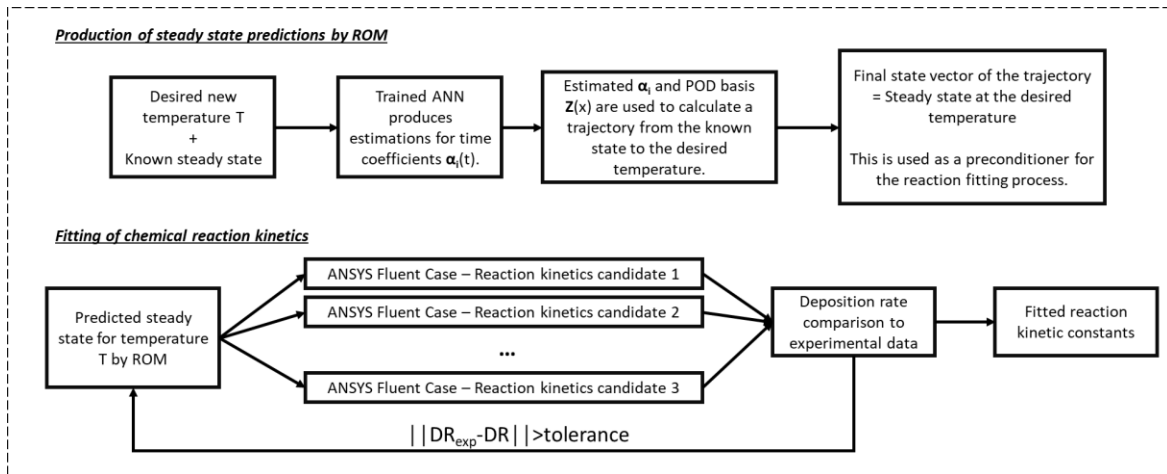 Production of steady state predictions by ROM
Desired new
temperature T
+
Known steady state
Trained ANN
produces
estimations for time
coefficients αi(t).
Estimated αi and POD basis
Z(x) are used to calculate a
trajectory from the known
state to the desired
temperature.
Final state vector of the trajectory
= Steady state at the desired
temperature
This is used as a preconditioner for
the reaction fitting process.
Fitting of chemical reaction kinetics
Predicted steady
state for temperature
T by ROM
ANSYS Fluent Case – Reaction kinetics candidate 1
ANSYS Fluent Case – Reaction kinetics candidate 2
...
ANSYS Fluent Case – Reaction kinetics candidate 3
Deposition rate
comparison to
experimental data
Fitted reaction
kinetic constants
||DRexp-DR||>tolerance